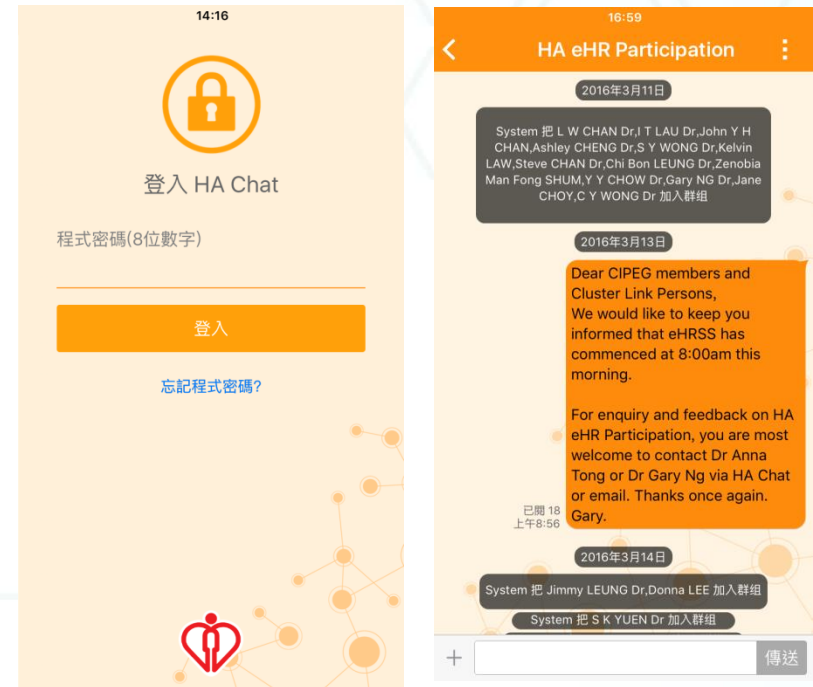 14:16
登入 HA Chat
程式密碼(8位數字)
登入
忘記程式密碼?
16:59
HA eHR Participation
2016年3月11日
System 把 L W CHAN Dr,I T LAU Dr,John Y H
CHAN,Ashley CHENG Dr,S Y WONG Dr,Kelvin
LAW,Steve CHAN Dr,Chi Bon LEUNG Dr,Zenobia
Man Fong SHUM,Y Y CHOW Dr,Gary NG Dr,Jane
CHOY,C Y WONG Dr 加入群组
2016年3月13日
Dear CIPEG members and
Cluster Link Persons,
We would like to keep you
informed that eHRSS has
commenced at 8:00am this
morning.
For enquiry and feedback on HA
eHR Participation, you are most
welcome to contact Dr Anna
Tong or Dr Gary Ng via HA Chat
or email. Thanks once again.
Gary.
已閱 18
上午8:56
2016年3月14日
System 把 Jimmy LEUNG Dr,Donna LEE 加入群组
System 把 S K YUEN Dr 加入群组
傳送